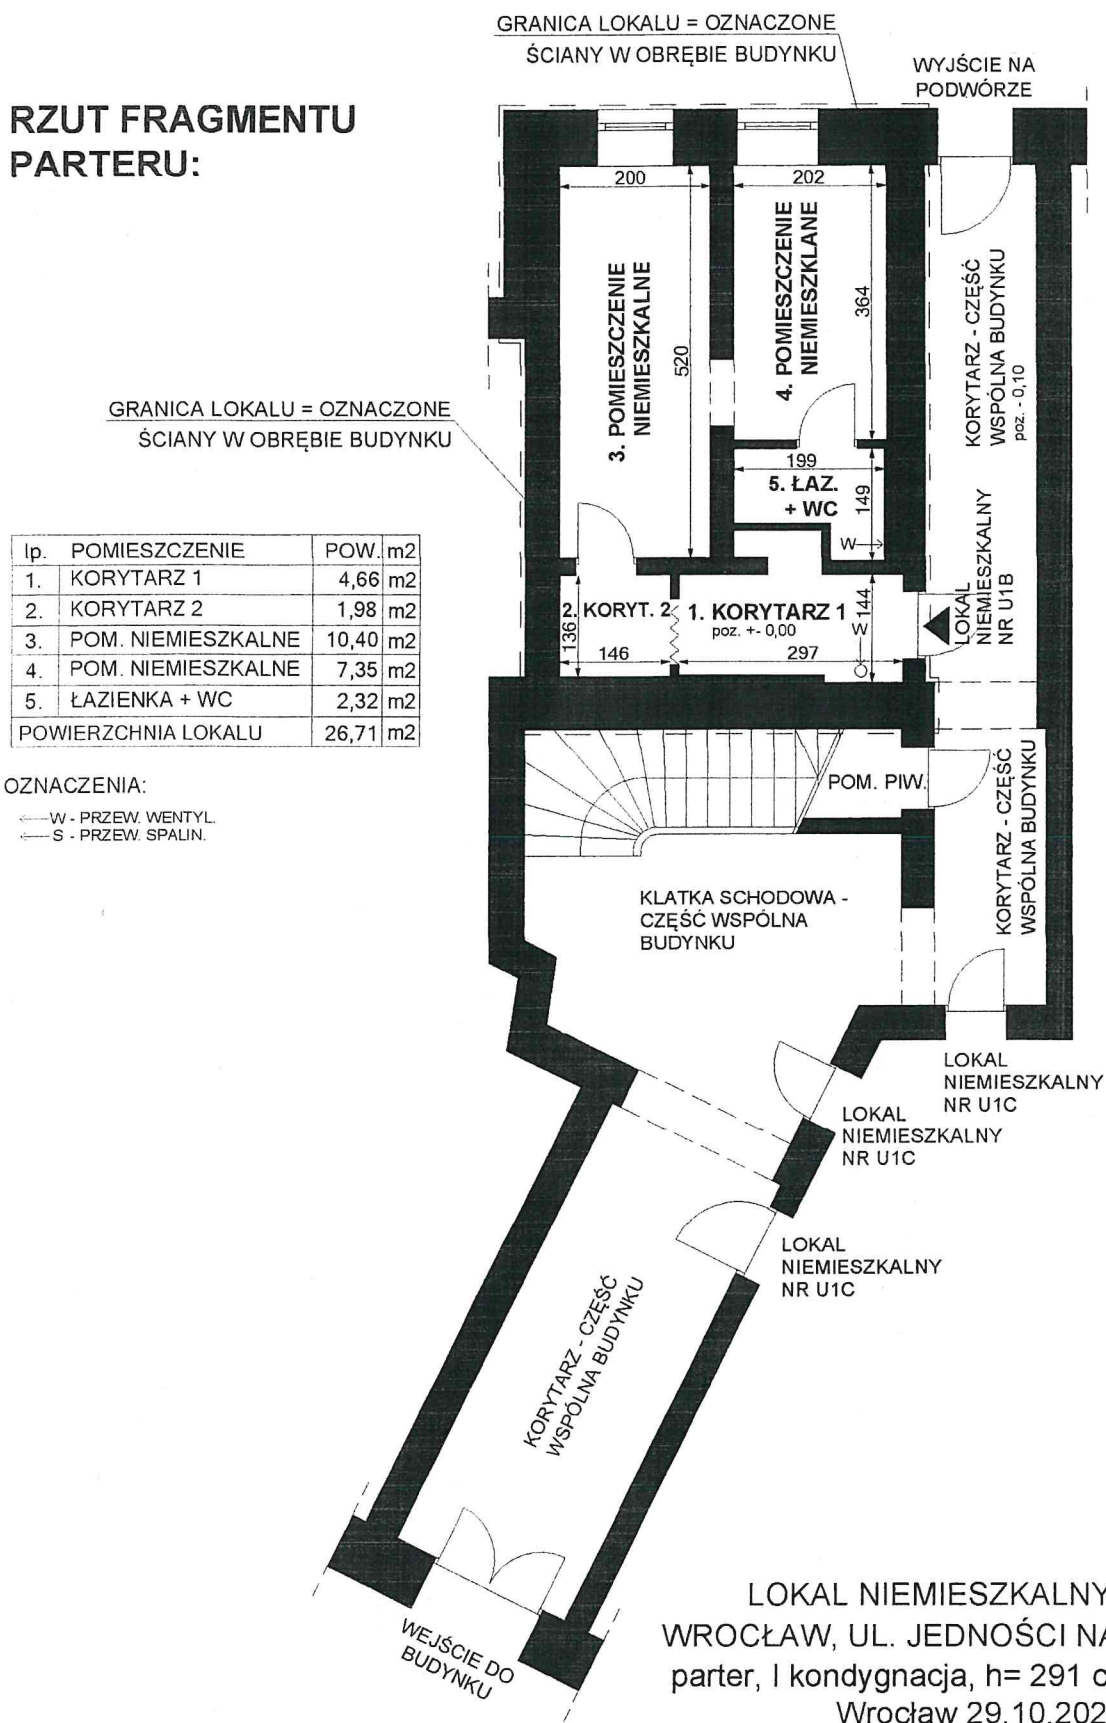 GRANICA LOKALU = OZNACZONE
ŚCIANY W OBRĘBIE BUDYNKU
WYJŚCIE NA
PODWÓRZE
RZUT FRAGMENTU
PARTERU:
200
202
3. POMIESZCZENIE
NIEMIESZKALNE
520
4. POMIESZCZENIE
NIEMIESZKLANE
364
KORYTARZ - CZĘŚĆ
WSPÓLNA BUDYNKU
poz. - 0,10
GRANICA LOKALU = OZNACZONE
ŚCIANY W OBRĘBIE BUDYNKU
199
5. ŁAZ.
+ WC
149
W
lp. POMIESZCZENIE POW. m2
1. KORYTARZ 1 4,66 m2
2. KORYTARZ 2 1,98 m2
3. POM. NIEMIESZKALNE 10,40 m2
4. POM. NIEMIESZKALNE 7,35 m2
5. ŁAZIENKA + WC 2,32 m2
POWIERZCHNIA LOKALU 26,71 m2
2. KORYT. 2
136
146
1. KORYTARZ 1
poz. +- 0,00
297
144
W
LOKAL
NIEMIESZKALNY
NR U1B
OZNACZENIA:
W - PRZEW. WENTYL.
S - PRZEW. SPALIN.
POM. PIW.
KORYTARZ - CZĘŚĆ
WSPÓLNA BUDYNKU
KLATKA SCHODOWA -
CZĘŚĆ WSPÓLNA
BUDYNKU
LOKAL
NIEMIESZKALNY
NR U1C
LOKAL
NIEMIESZKALNY
NR U1C
LOKAL
NIEMIESZKALNY
NR U1C
KORYTARZ - CZĘŚĆ
WSPÓLNA BUDYNKU
WEJŚCIE DO
BUDYNKU
LOKAL NIEMIESZKALNY
WROCŁAW, UL. JEDNOŚCI NA
parter, I kondygnacja, h= 291 c
Wrocław 29.10.202